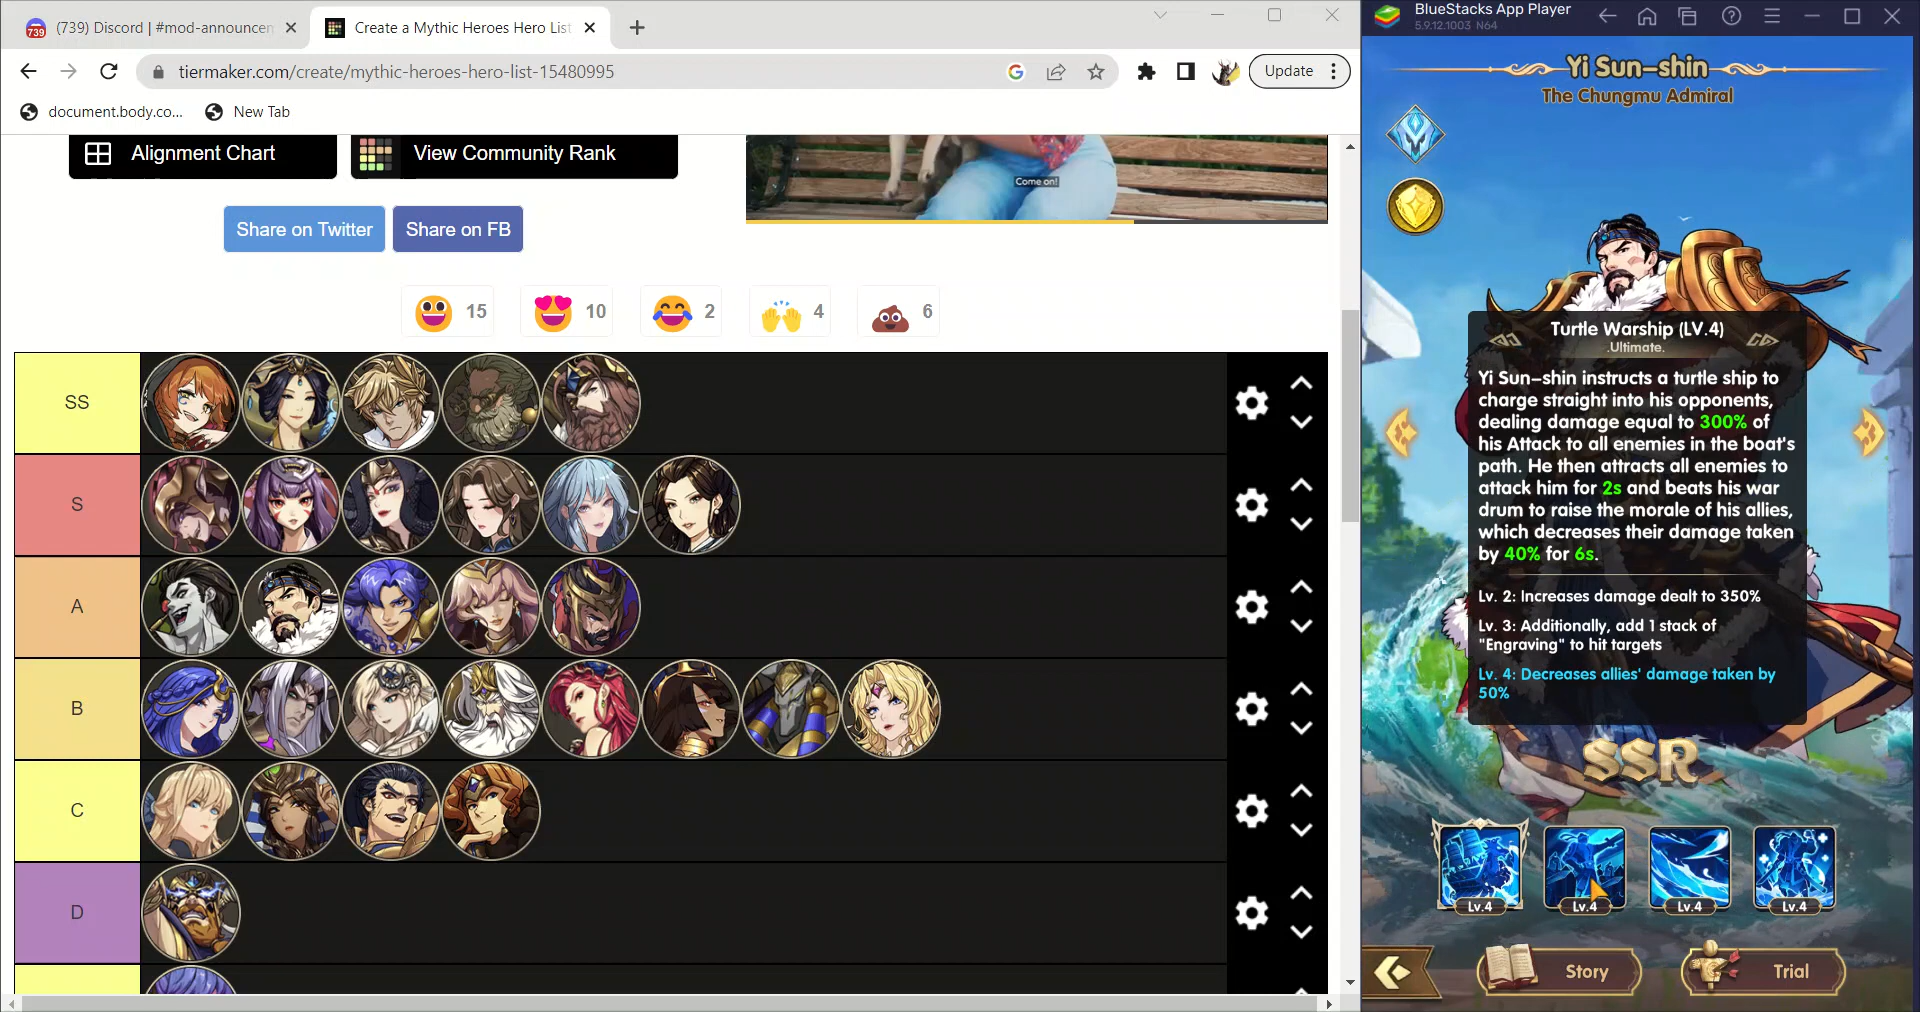 739
(739) Discord | #mod-announcen
Create a Mythic Heroes Hero List
tiermaker.com/create/mythic-heroes-hero-list-15480995
Update
document.body.co...
New Tab
Alignment Chart
View Community Rank
Come on!
Share on Twitter
Share on FB
15
10
2
4
6
SS
S
A
B
C
D
BlueStacks App Player
5.9.12.1003 N64
Yi Sun-shin
The Chungmu Admiral
Turtle Warship (LV.4)
.Ultimate.
Yi Sun-shin instructs a turtle ship to
charge straight into his opponents,
dealing damage equal to 300% of
his Attack to all enemies in the boat's
path. He then attracts all enemies to
attack him for 2s and beats his war
drum to raise the morale of his allies,
which decreases their damage taken
by 40% for 6s.
Lv. 2: Increases damage dealt to 350%
Lv. 3: Additionally, add 1 stack of
"Engraving" to hit targets
Lv. 4: Decreases allies' damage taken by
50%
SSR
Lv.4
Lv.4
Lv.4
Lv.4
Story
Trial